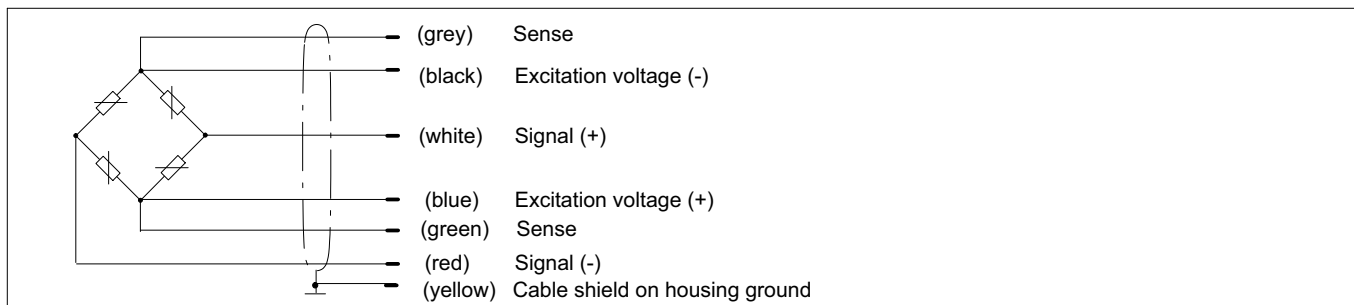 (grey) Sense
(black) Excitation voltage (-)
(white) Signal (+)
(blue) Excitation voltage (+)
(green) Sense
(red) Signal (-)
(yellow) Cable shield on housing ground